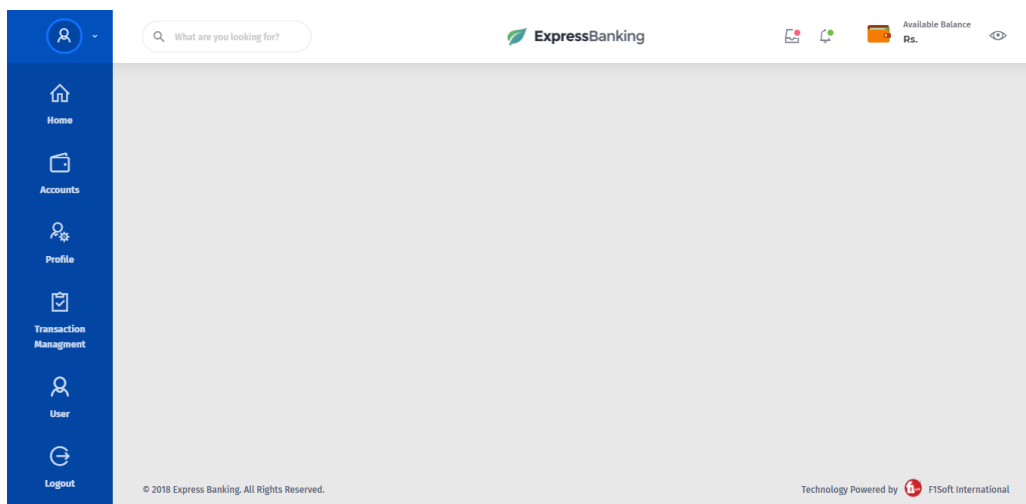 What are you looking for?
ExpressBanking
Available Balance
Rs.
Home
Accounts
Profile
Transaction
Managment
User
Logout
© 2018 Express Banking. All Rights Reserved.
Technology Powered by
F1Soft International